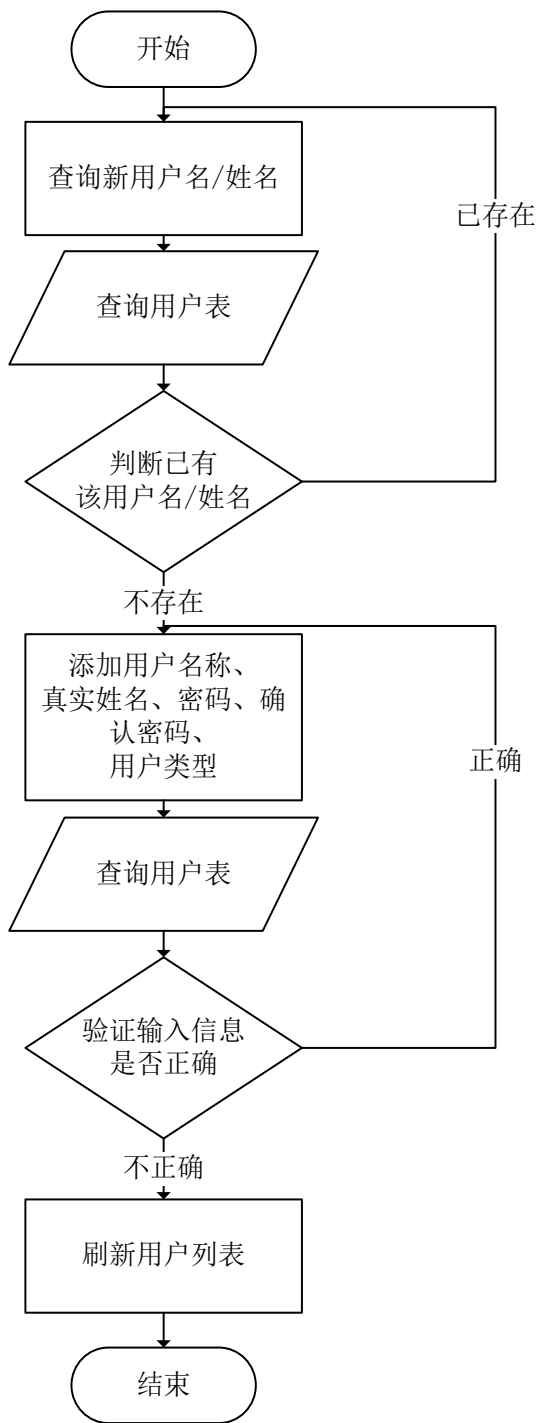 开始
查询新用户名/姓名
已存在
查询用户表
判断已有
该用户名/姓名
不存在
添加用户名称、
真实姓名、密码、确
认密码、
用户类型
正确
查询用户表
验证输入信息
是否正确
不正确
刷新用户列表
结束